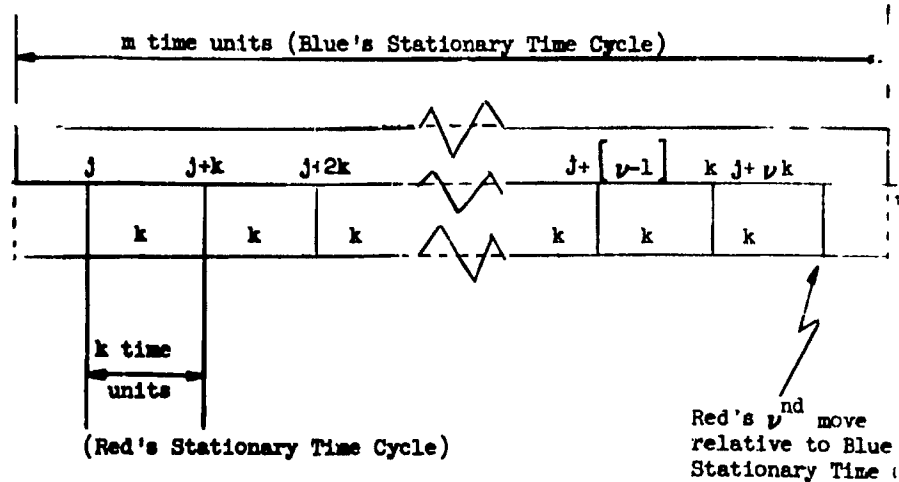 m time units (Blue's Stationary Time Cycle)
j j+k j+2k j+[ν-1] k j+νk
k k k k k k
k time
units
(Red's Stationary Time Cycle)
Red's ν nd move
relative to Blue
Stationary Time